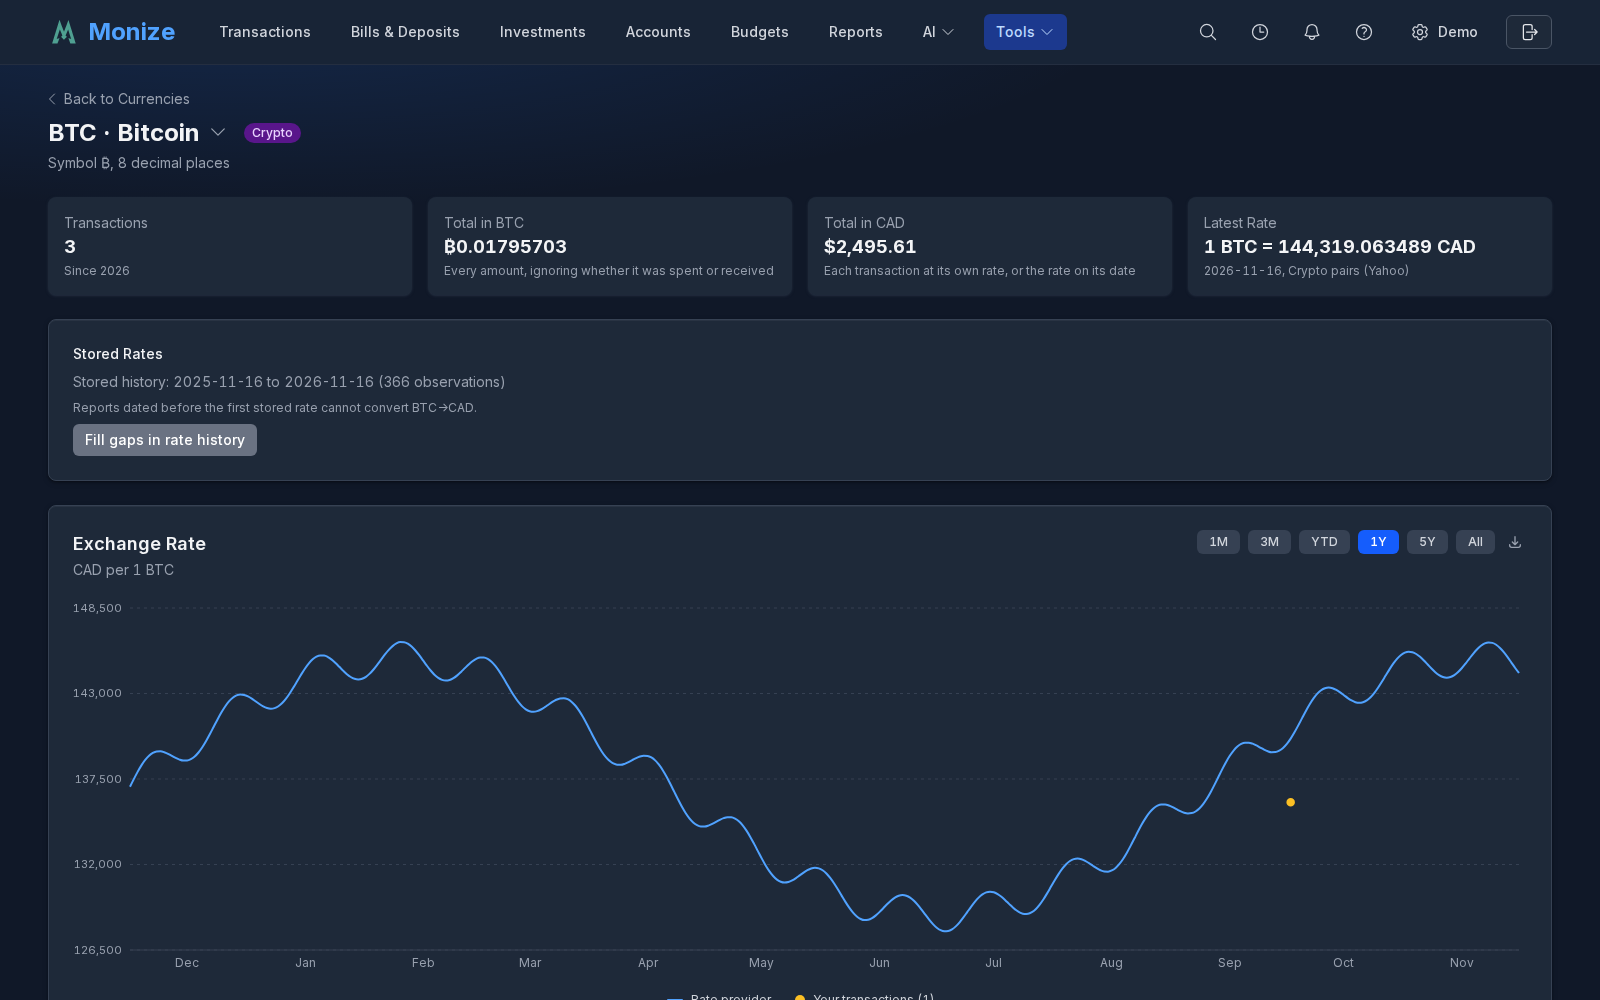 Monize
Transactions
Bills & Deposits
Investments
Accounts
Budgets
Reports
AI
Tools
Demo
Back to Currencies
BTC · Bitcoin
Crypto
Symbol ₿, 8 decimal places
Transactions
3
Since 2026
Total in BTC
₿0.01795703
Every amount, ignoring whether it was spent or received
Total in CAD
$2,495.61
Each transaction at its own rate, or the rate on its date
Latest Rate
1 BTC = 144,319.063489 CAD
2026-11-16, Crypto pairs (Yahoo)
Stored Rates
Stored history: 2025-11-16 to 2026-11-16 (366 observations)
Reports dated before the first stored rate cannot convert BTC→CAD.
Fill gaps in rate history
Exchange Rate
CAD per 1 BTC
1M
3M
YTD
1Y
5Y
All
148,500
143,000
137,500
132,000
126,500
Dec
Jan
Feb
Mar
Apr
May
Jun
Jul
Aug
Sep
Oct
Nov
Rate provider
Your transactions (1)